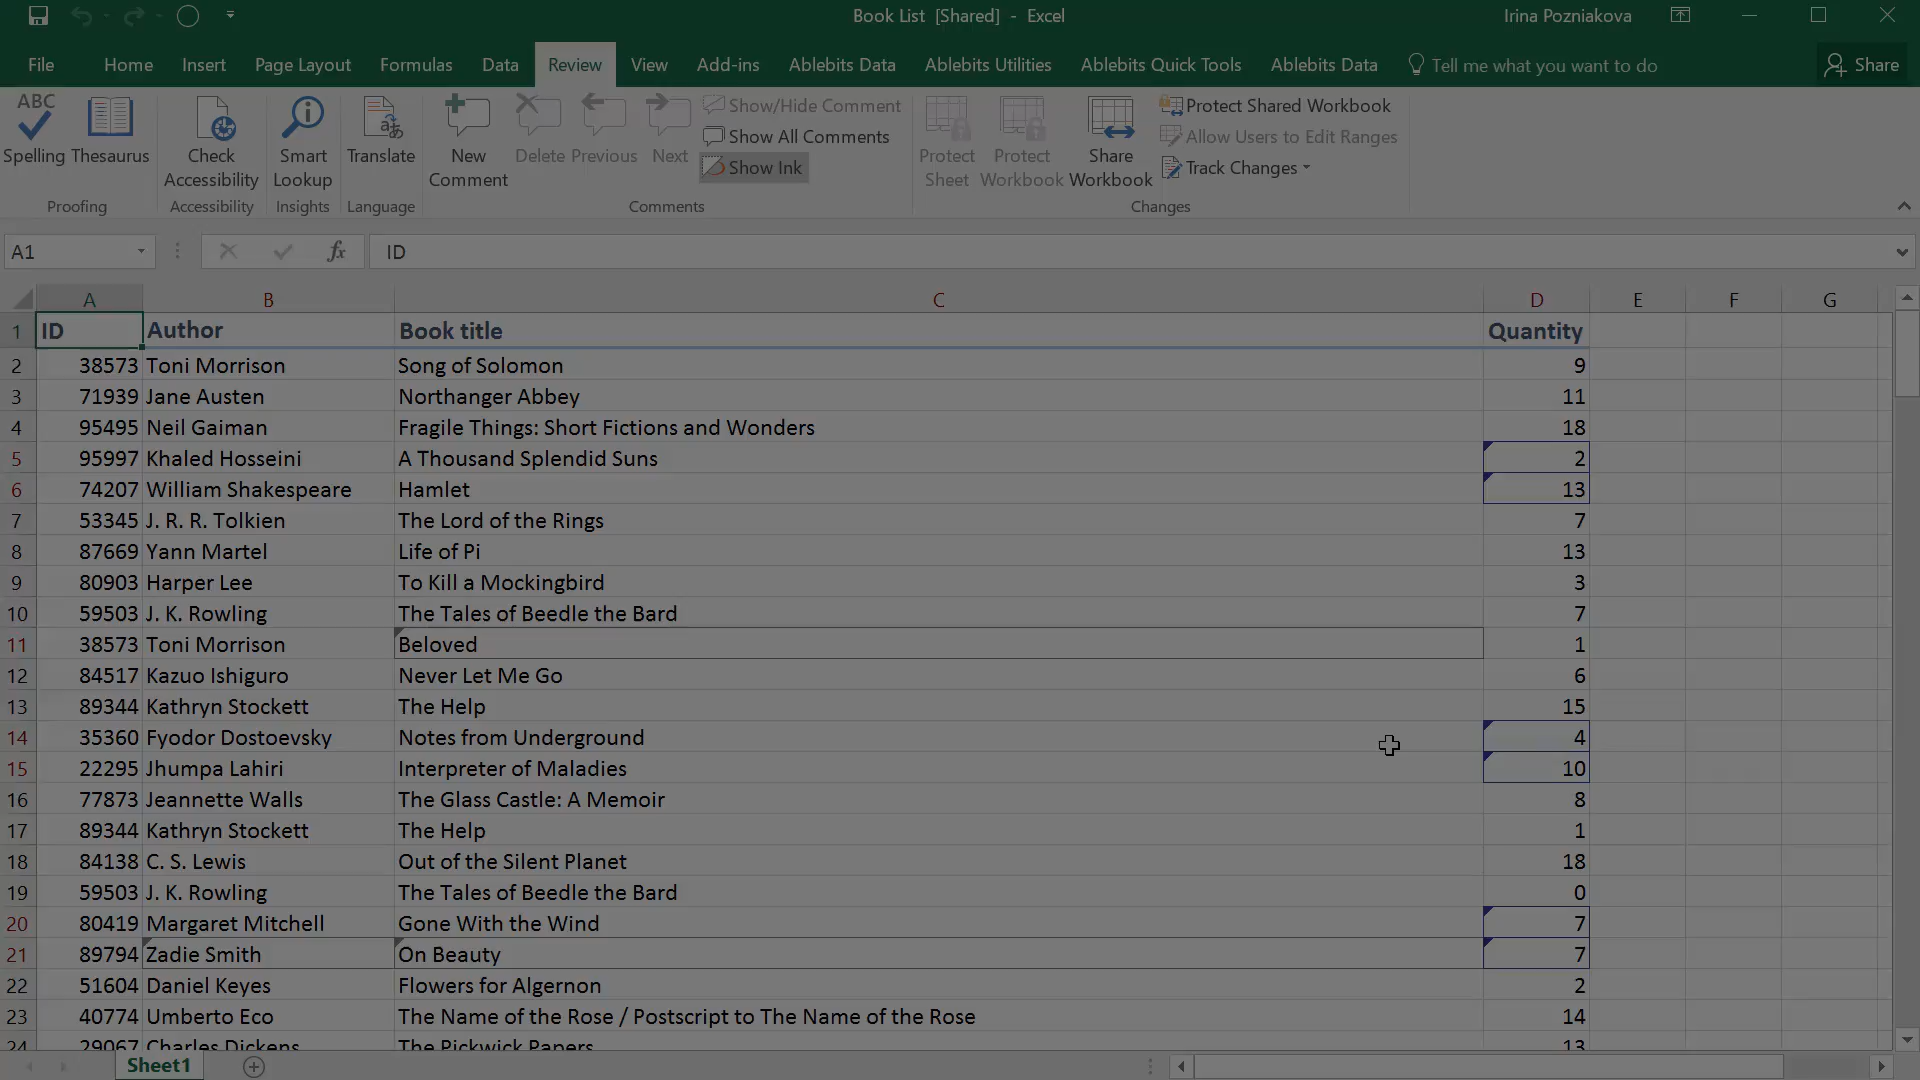 Book List [Shared] - Excel
Irina Pozniakova
File Home Insert Page Layout Formulas Data Review View Add-ins Ablebits Data Ablebits Utilities Ablebits Quick Tools Ablebits Data Tell me what you want to do Share
ABC
Spelling Thesaurus
Proofing
Check
Accessibility
Accessibility
Smart
Lookup
Insights
Translate
Language
New
Comment
Delete Previous Next
Show/Hide Comment
Show All Comments
Show Ink
Comments
Protect
Sheet
Protect
Workbook
Share
Workbook
Protect Shared Workbook
Allow Users to Edit Ranges
Track Changes
Changes
A1 fx ID
A B C D E F G
1 ID Author Book title Quantity
2 38573 Toni Morrison Song of Solomon 9
3 71939 Jane Austen Northanger Abbey 11
4 95495 Neil Gaiman Fragile Things: Short Fictions and Wonders 18
5 95997 Khaled Hosseini A Thousand Splendid Suns 2
6 74207 William Shakespeare Hamlet 13
7 53345 J. R. R. Tolkien The Lord of the Rings 7
8 87669 Yann Martel Life of Pi 13
9 80903 Harper Lee To Kill a Mockingbird 3
10 59503 J. K. Rowling The Tales of Beedle the Bard 7
11 38573 Toni Morrison Beloved 1
12 84517 Kazuo Ishiguro Never Let Me Go 6
13 89344 Kathryn Stockett The Help 15
14 35360 Fyodor Dostoevsky Notes from Underground 4
15 22295 Jhumpa Lahiri Interpreter of Maladies 10
16 77873 Jeannette Walls The Glass Castle: A Memoir 8
17 89344 Kathryn Stockett The Help 1
18 84138 C. S. Lewis Out of the Silent Planet 18
19 59503 J. K. Rowling The Tales of Beedle the Bard 0
20 80419 Margaret Mitchell Gone With the Wind 7
21 89794 Zadie Smith On Beauty 7
22 51604 Daniel Keyes Flowers for Algernon 2
23 40774 Umberto Eco The Name of the Rose / Postscript to The Name of the Rose 14
24 29067 Charles Dickens The Pickwick Papers 13
Sheet1